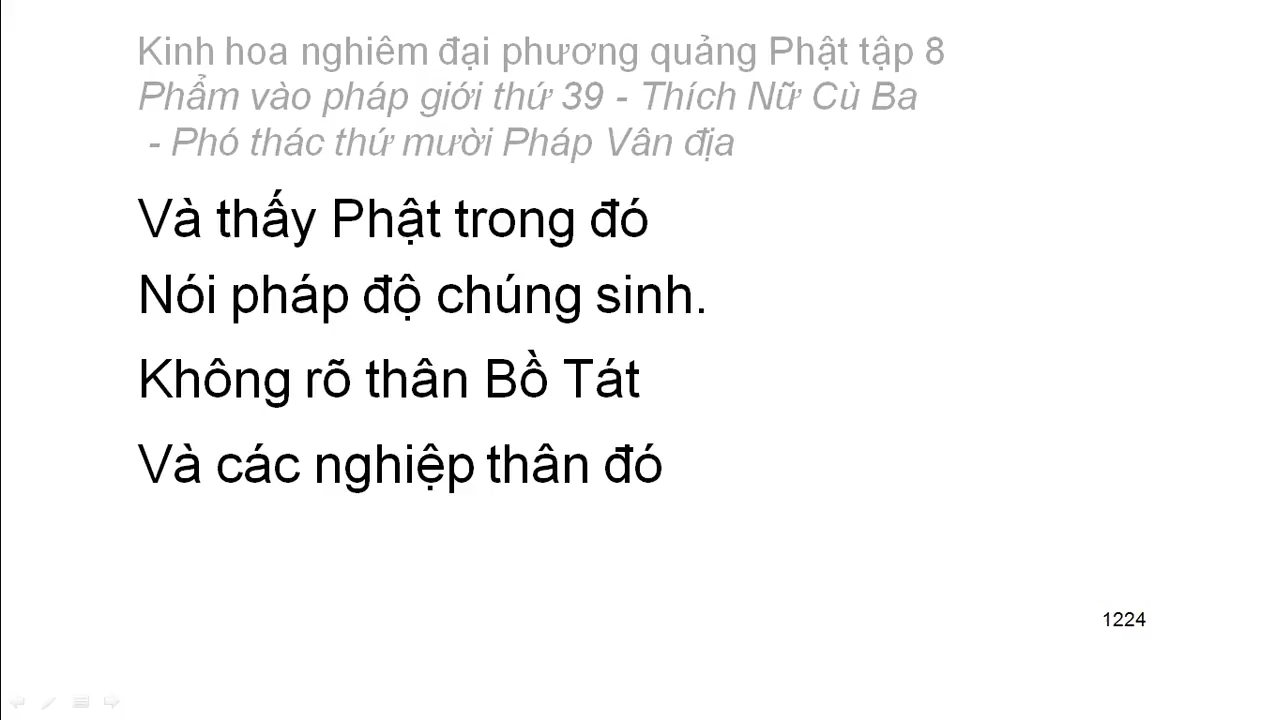 Kinh hoa nghiêm đại phương quảng Phật tập 8
Phẩm vào pháp giới thứ 39 - Thích Nữ Cù Ba
- Phó thác thứ mười Pháp Vân địa
Và thấy Phật trong đó
Nói pháp độ chúng sinh.
Không rõ thân Bồ Tát
Và các nghiệp thân đó
1224